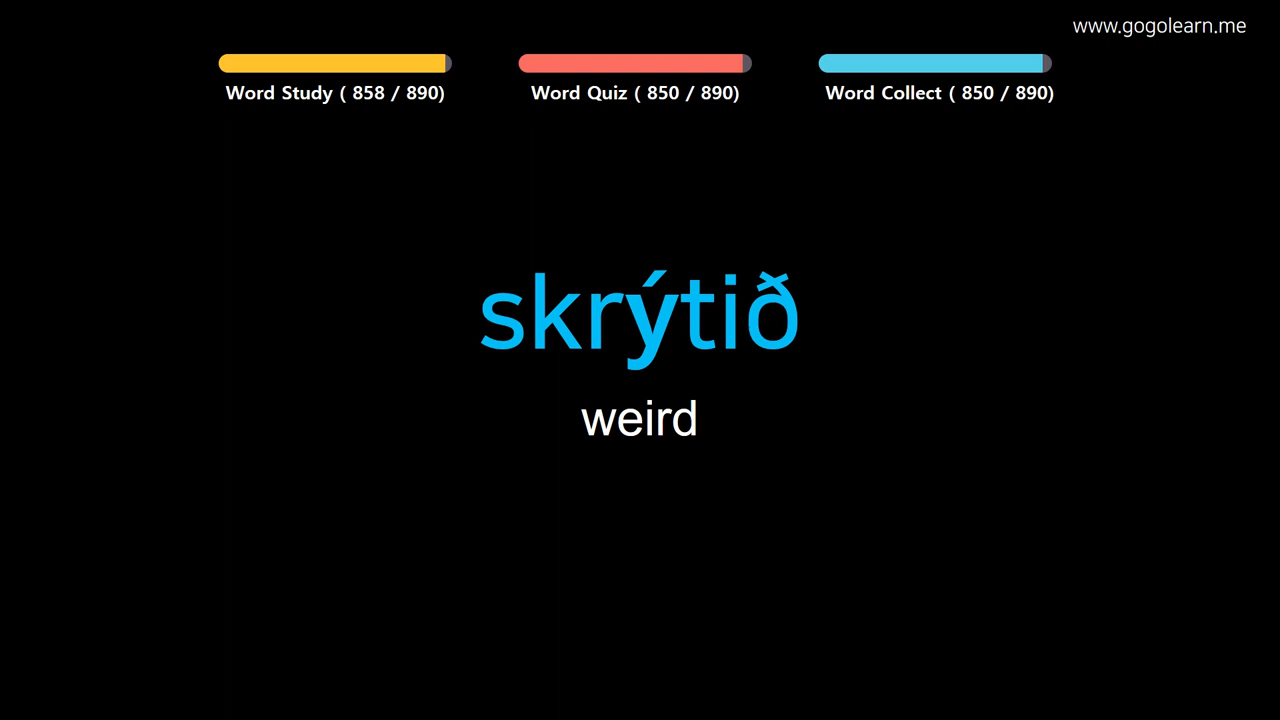 www.gogolearn.me
Word Study ( 858 / 890)
Word Quiz ( 850 / 890)
Word Collect ( 850 / 890)
skrýtið
weird